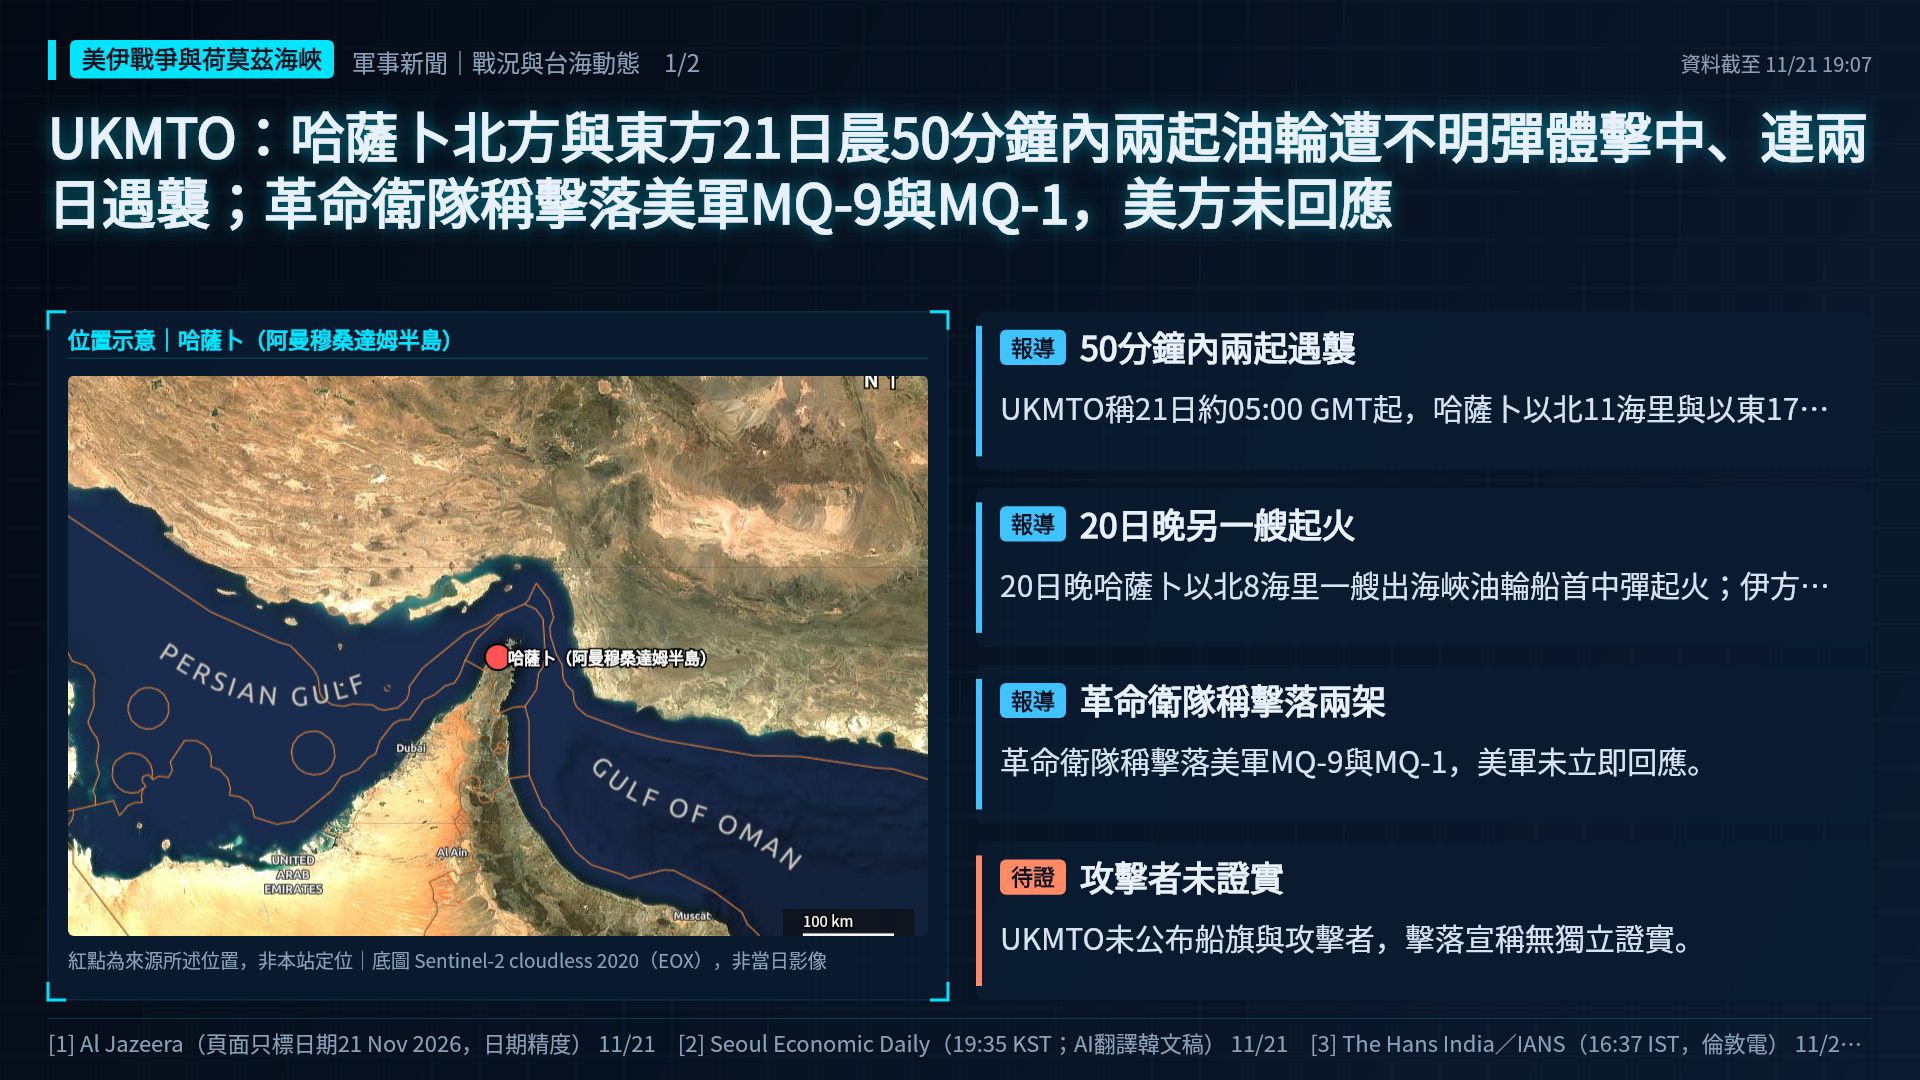 美伊戰爭與荷莫茲海峽
軍事新聞｜戰況與台海動態 1/2
資料截至 11/21 19:07
UKMTO：哈薩卜北方與東方21日晨50分鐘內兩起油輪遭不明彈體擊中、連兩
日遇襲；革命衛隊稱擊落美軍MQ-9與MQ-1，美方未回應
位置示意｜哈薩卜（阿曼穆桑達姆半島）
N ↑
PERSIAN GULF
哈薩卜（阿曼穆桑達姆半島）
Dubai
GULF OF OMAN
Al Ain
UNITED
ARAB
EMIRATES
Muscat
100 km
紅點為來源所述位置，非本站定位｜底圖 Sentinel-2 cloudless 2020（EOX），非當日影像
報導 50分鐘內兩起遇襲
UKMTO稱21日約05:00 GMT起，哈薩卜以北11海里與以東17…
報導 20日晚另一艘起火
20日晚哈薩卜以北8海里一艘出海峽油輪船首中彈起火；伊方…
報導 革命衛隊稱擊落兩架
革命衛隊稱擊落美軍MQ-9與MQ-1，美軍未立即回應。
待證 攻擊者未證實
UKMTO未公布船旗與攻擊者，擊落宣稱無獨立證實。
[1] Al Jazeera（頁面只標日期21 Nov 2026，日期精度） 11/21 [2] Seoul Economic Daily（19:35 KST；AI翻譯韓文稿） 11/21 [3] The Hans India／IANS（16:37 IST，倫敦電） 11/2…